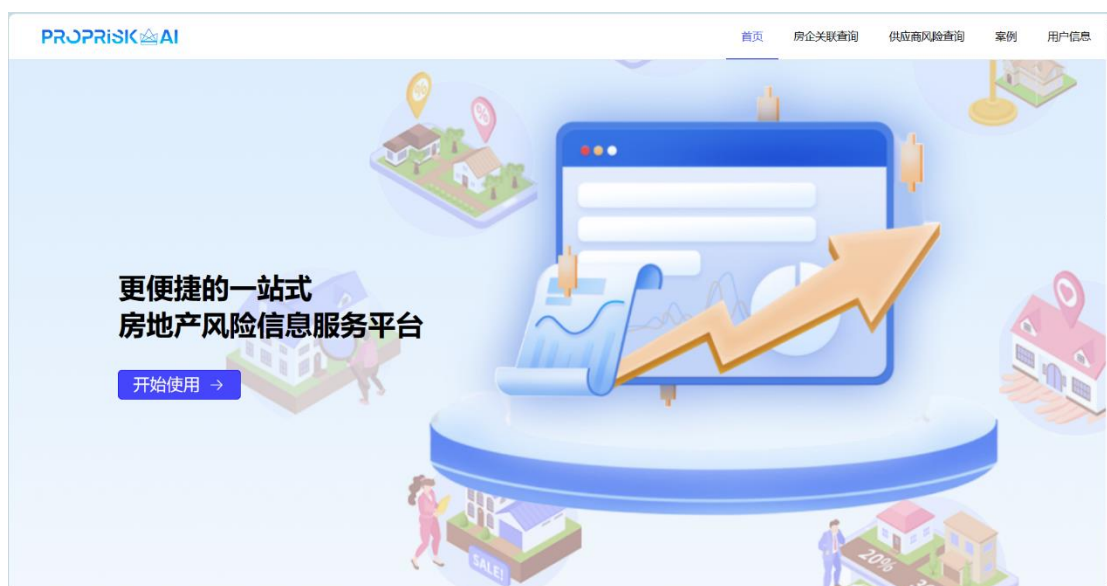 PROPRiSK AI
首页
房企关联查询
供应商风险查询
案例
用户信息
%
%
更便捷的一站式
房地产风险信息服务平台
开始使用 →
SALE!
20%